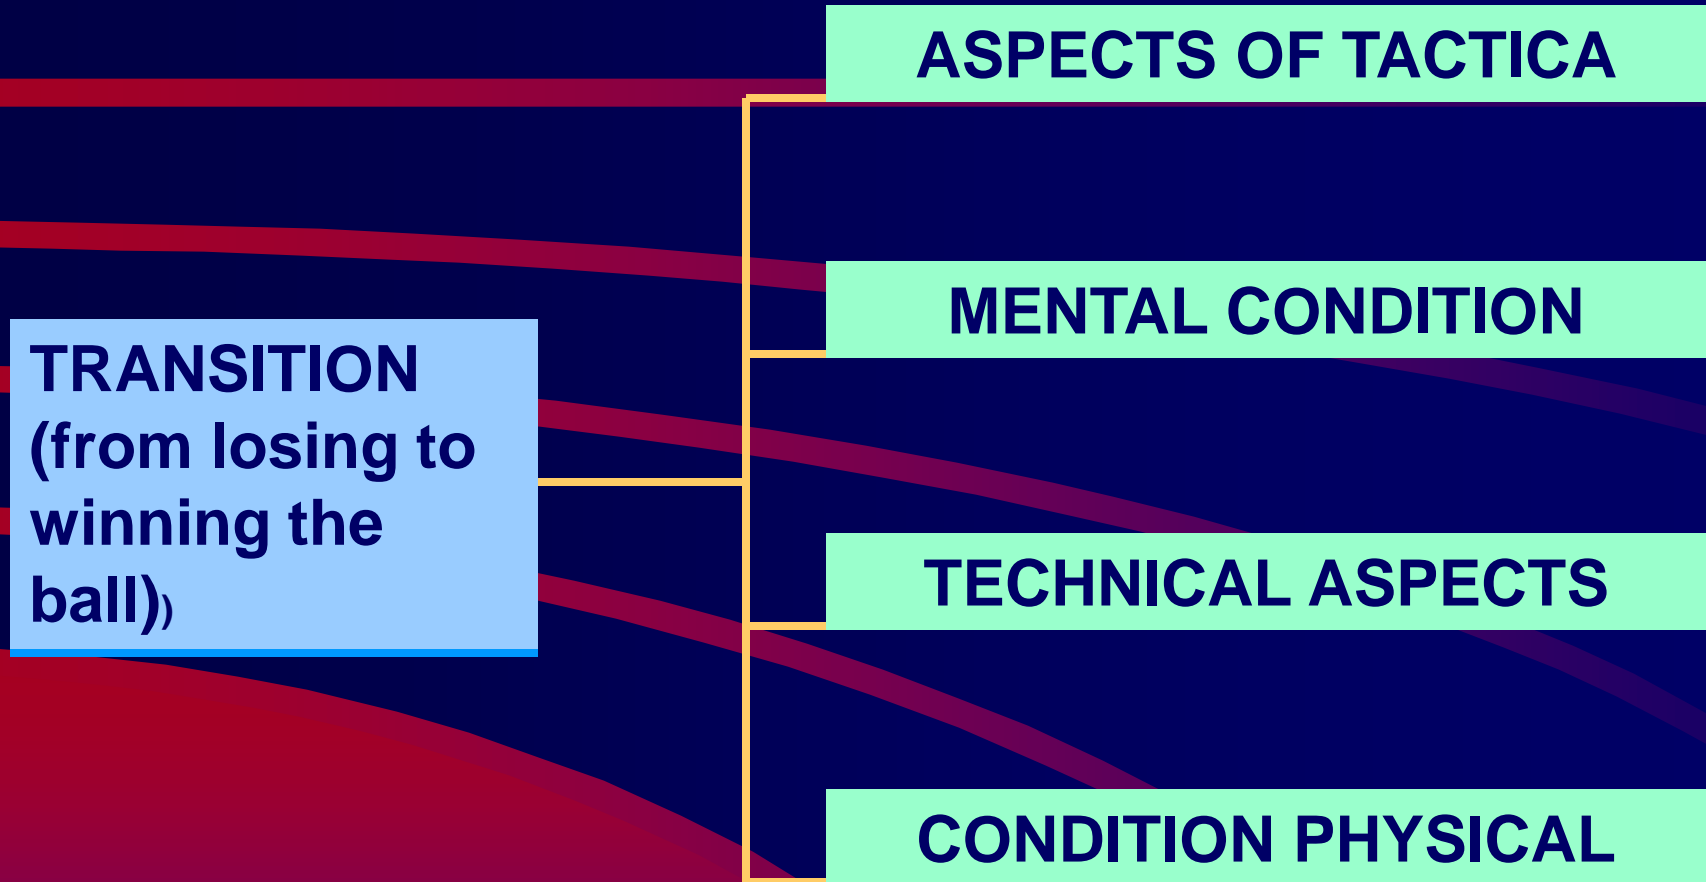 ASPECTS OF TACTICA
MENTAL CONDITION
TRANSITION
(from losing to
winning the
ball))
TECHNICAL ASPECTS
CONDITION PHYSICAL